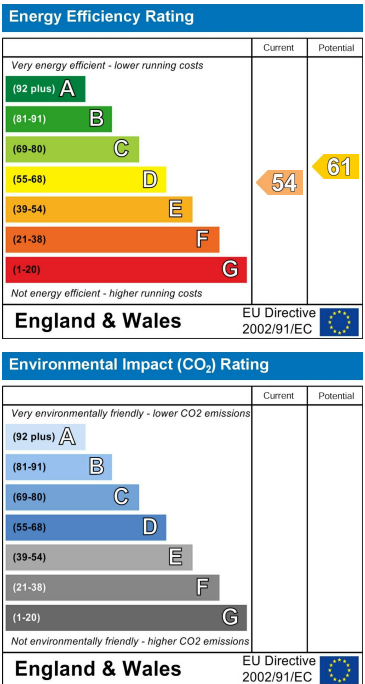 Energy Efficiency Rating
Current Potential
Very energy efficient - lower running costs
(92 plus) A
(81-91) B
(69-80) C
(55-68) D
(39-54) E
(21-38) F
(1-20) G
54
61
Not energy efficient - higher running costs
England & Wales
EU Directive
2002/91/EC
Environmental Impact (CO₂) Rating
Current Potential
Very environmentally friendly - lower CO2 emissions
(92 plus) A
(81-91) B
(69-80) C
(55-68) D
(39-54) E
(21-38) F
(1-20) G
Not environmentally friendly - higher CO2 emissions
England & Wales
EU Directive
2002/91/EC